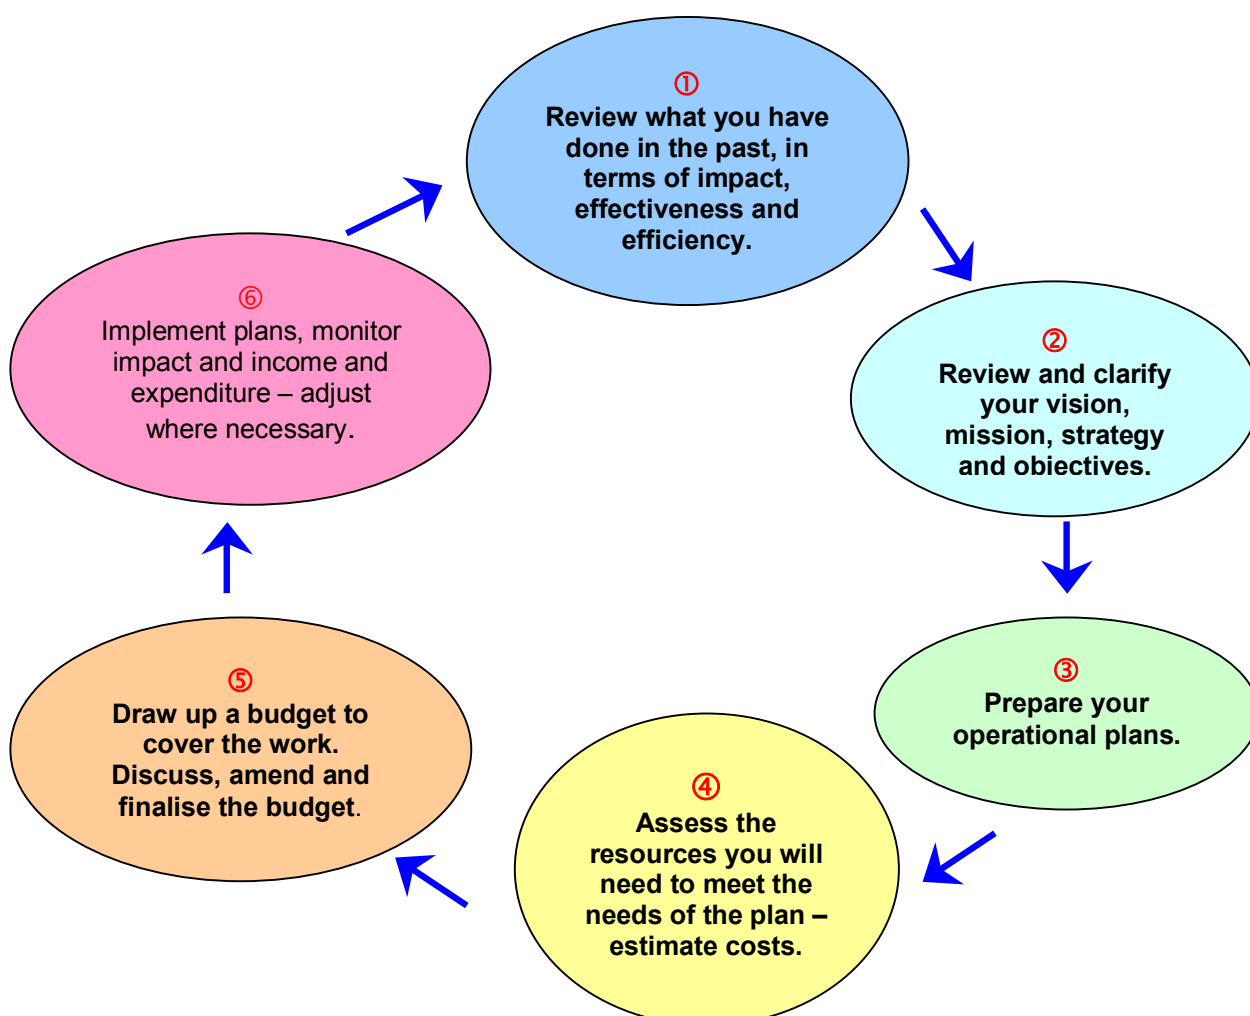 ①
Review what you have
done in the past, in
terms of impact,
effectiveness and
efficiency.
②
Review and clarify
your vision,
mission, strategy
and objectives.
③
Prepare your
operational plans.
④
Assess the
resources you will
need to meet the
needs of the plan –
estimate costs.
⑤
Draw up a budget to
cover the work.
Discuss, amend and
finalise the budget.
⑥
Implement plans, monitor
impact and income and
expenditure – adjust
where necessary.